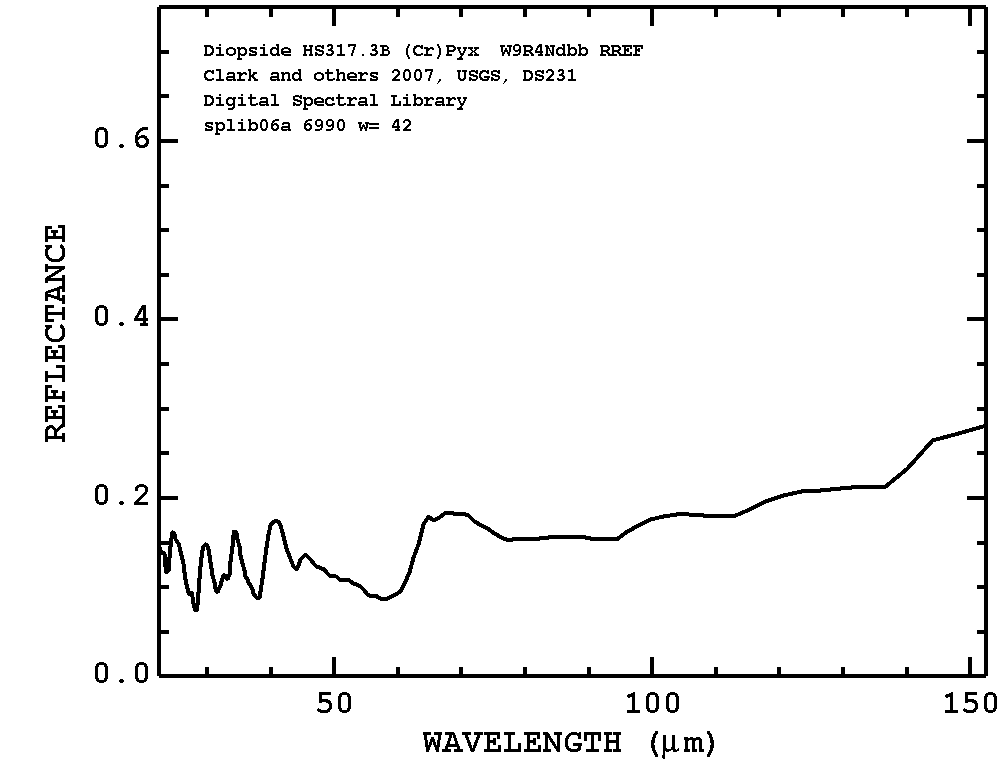 Diopside HS317.3B (Cr)Pyx  W9R4Ndbb RREF
Clark and others 2007, USGS, DS231
Digital Spectral Library
splib06a 6990 w= 42
0.6
0.4
0.2
0.0
REFLECTANCE
50 100 150
WAVELENGTH (μm)